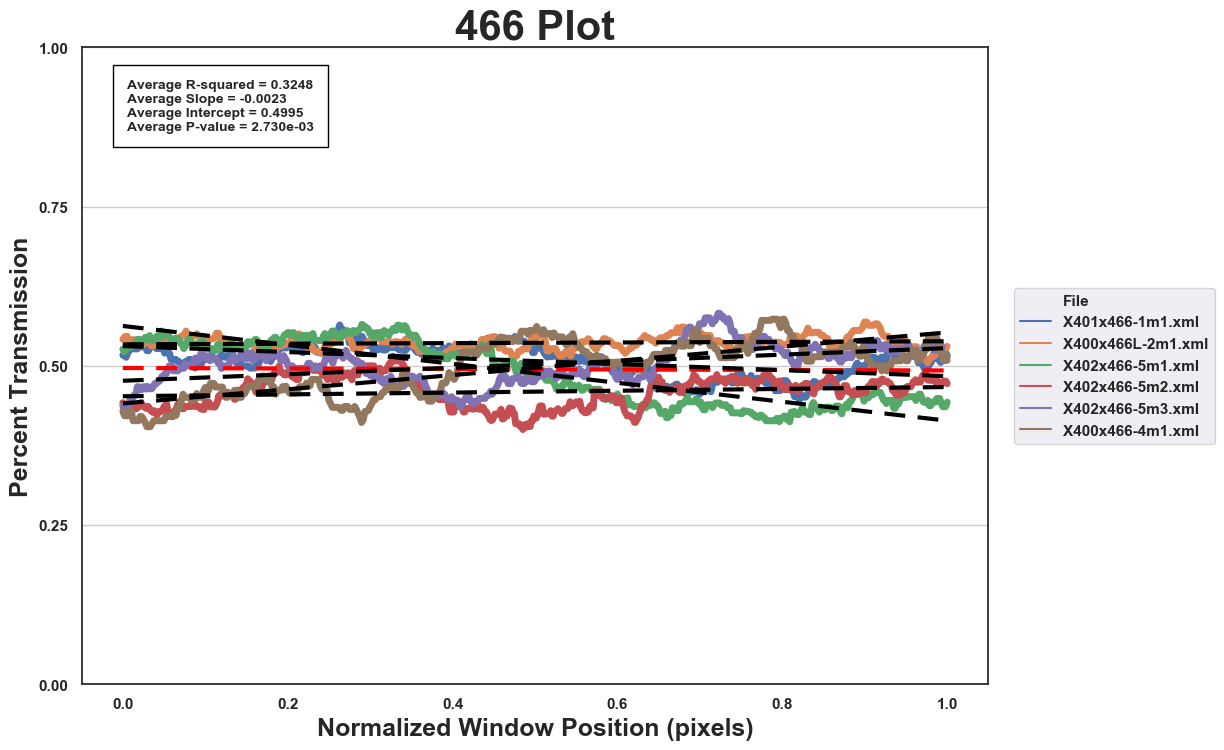 466 Plot
1.00
0.75
0.50
0.25
0.00
Percent Transmission
Average R-squared = 0.3248
Average Slope = -0.0023
Average Intercept = 0.4995
Average P-value = 2.730e-03
0.0 0.2 0.4 0.6 0.8 1.0
Normalized Window Position (pixels)
File
X401x466-1m1.xml
X400x466L-2m1.xml
X402x466-5m1.xml
X402x466-5m2.xml
X402x466-5m3.xml
X400x466-4m1.xml